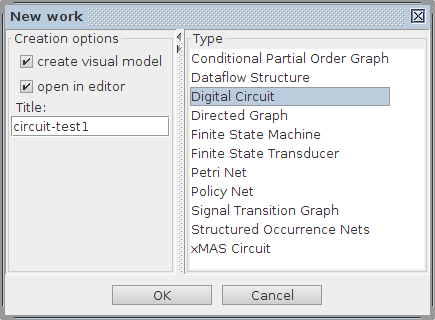 New work
Creation options
create visual model
open in editor
Title:
circuit-test1
Type
Conditional Partial Order Graph
Dataflow Structure
Digital Circuit
Directed Graph
Finite State Machine
Finite State Transducer
Petri Net
Policy Net
Signal Transition Graph
Structured Occurrence Nets
xMAS Circuit
OK
Cancel